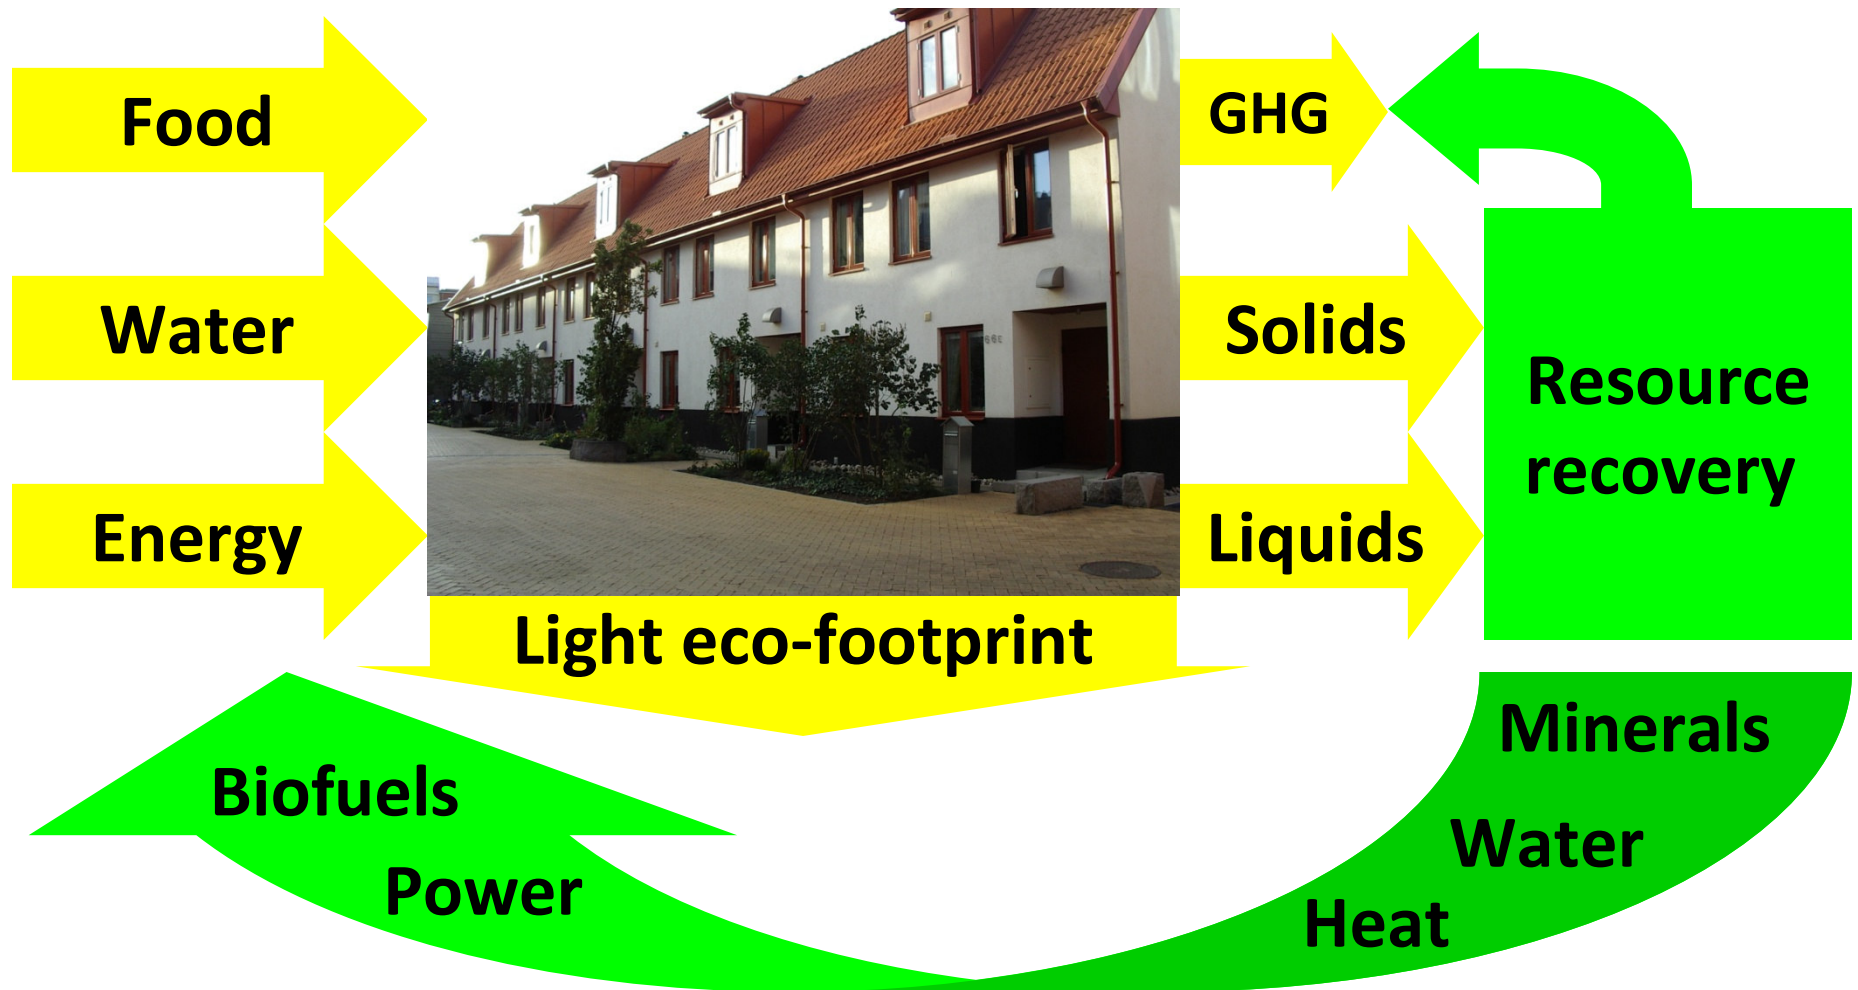 Food
GHG
Water
Solids
Resource
recovery
Energy
Liquids
Light eco-footprint
Minerals
Biofuels
Water
Power
Heat